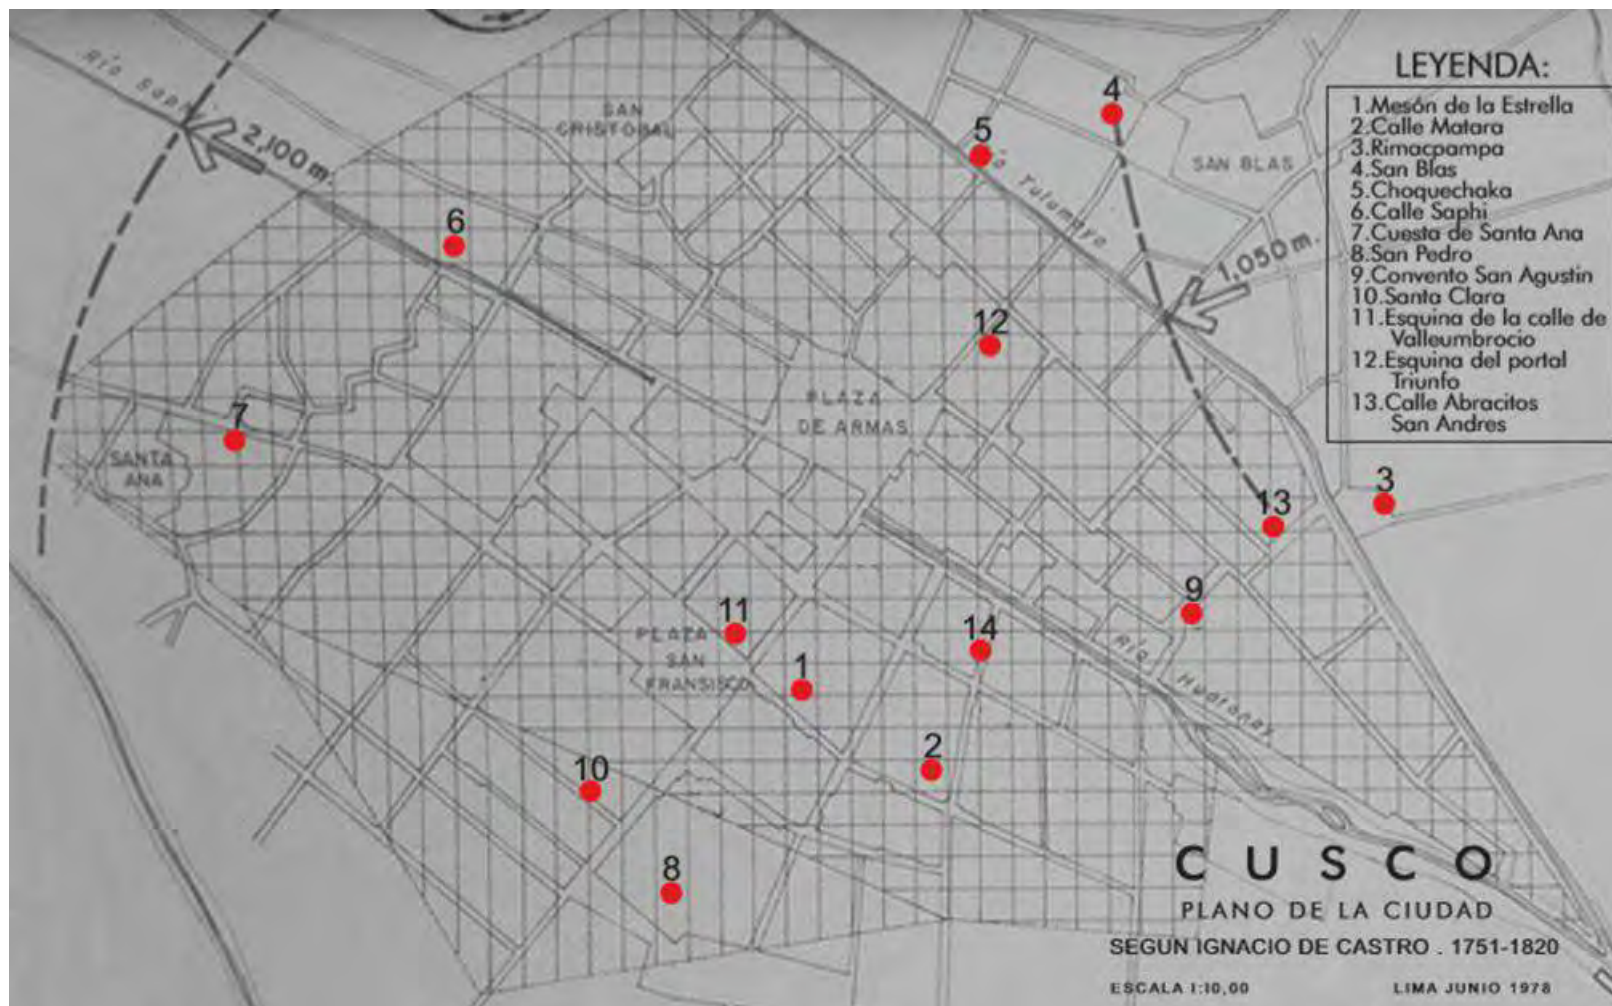 LEYENDA:
1.Mesón de la Estrella
2.Calle Matara
3.Rimacpampa
4.San Blas
5.Choquechaka
6.Calle Saphi
7.Cuesta de Santa Ana
8.San Pedro
9.Convento San Agustin
10.Santa Clara
11.Esquina de la calle de
Valleumbrocio
12.Esquina del portal
Triunfo
13.Calle Abracitos
San Andres
4
5
SAN
CRISTOBAL
SAN BLAS
Río Saphi
2,100 m.
Tulumayo
1,050 m.
6
12
PLAZA
DE ARMAS
7
SANTA
ANA
3
13
9
11
14
PLAZA
SAN
FRANSISCO
1
Río Huatanay
2
10
8
CUSCO
PLANO DE LA CIUDAD
SEGUN IGNACIO DE CASTRO . 1751-1820
ESCALA 1:10,00
LIMA JUNIO 1978